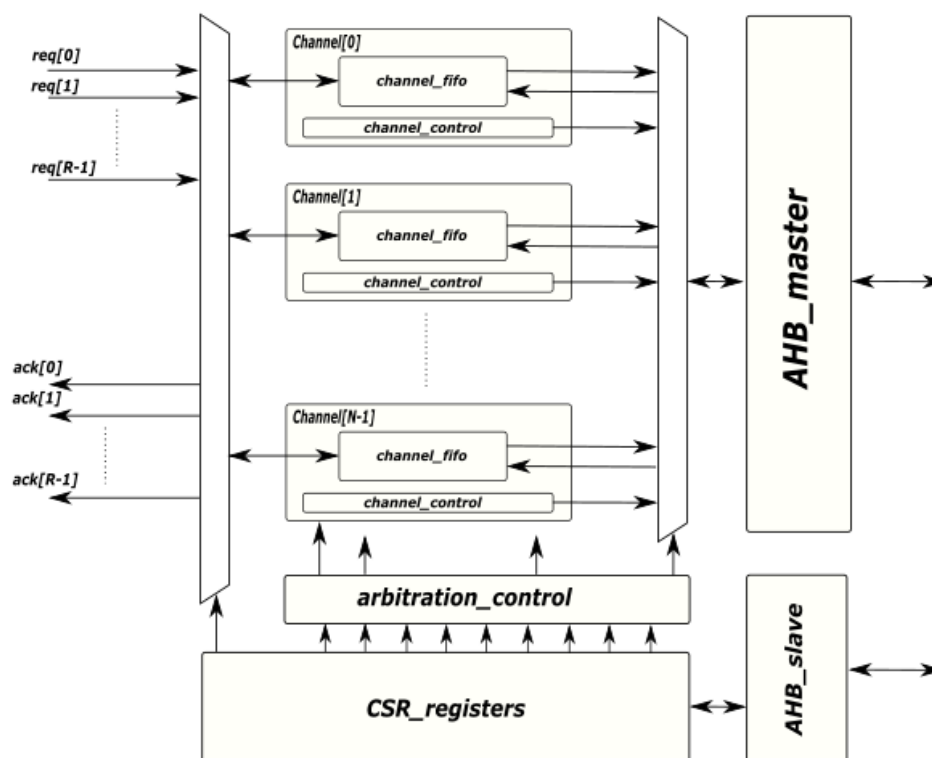 req[0]
req[1]
req[R-1]
ack[0]
ack[1]
ack[R-1]
Channel[0]
channel_fifo
channel_control
Channel[1]
channel_fifo
channel_control
Channel[N-1]
channel_fifo
channel_control
arbitration_control
CSR_registers
AHB_master
AHB_slave